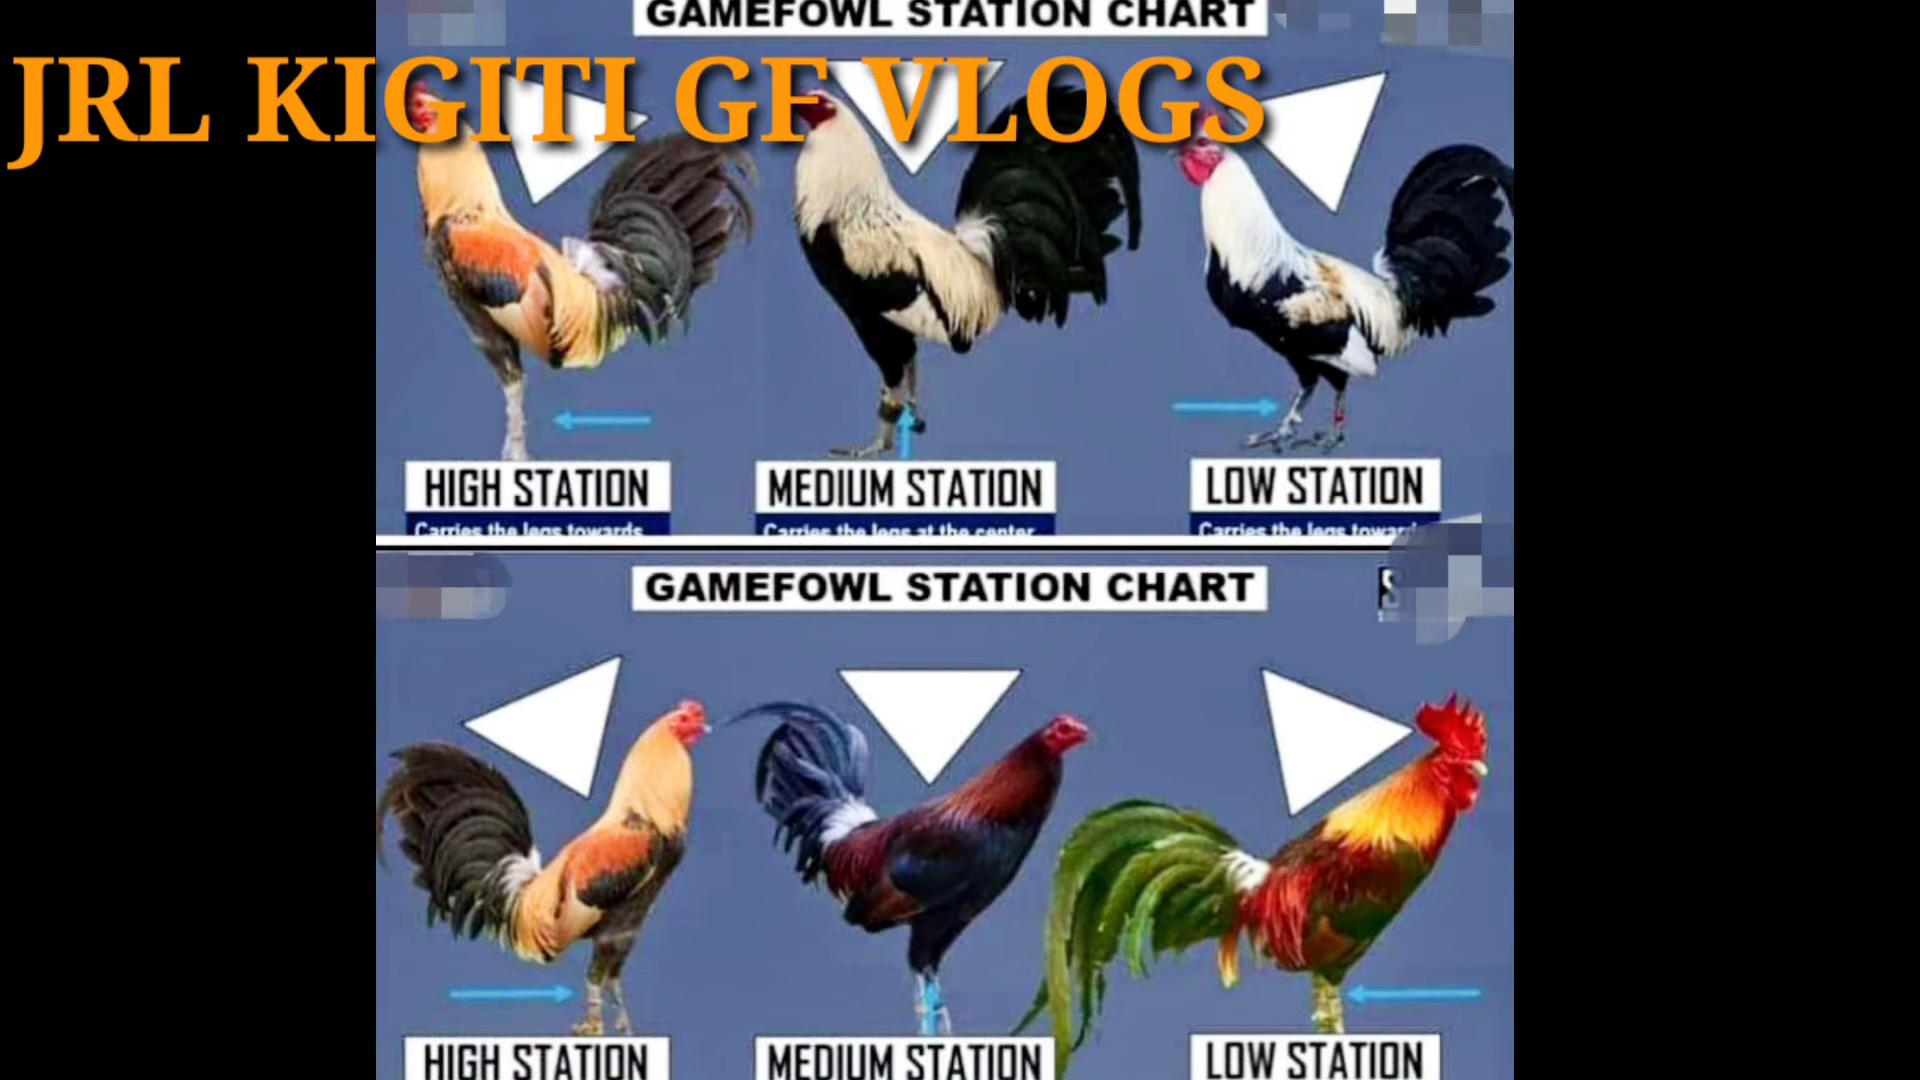 GAMEFOWL STATION CHART
JRL KIGITI GF VLOGS
HIGH STATION
MEDIUM STATION
LOW STATION
Carries the legs towards
Carries the legs at the center
Carries the legs toward
GAMEFOWL STATION CHART
HIGH STATION
MEDIUM STATION
LOW STATION